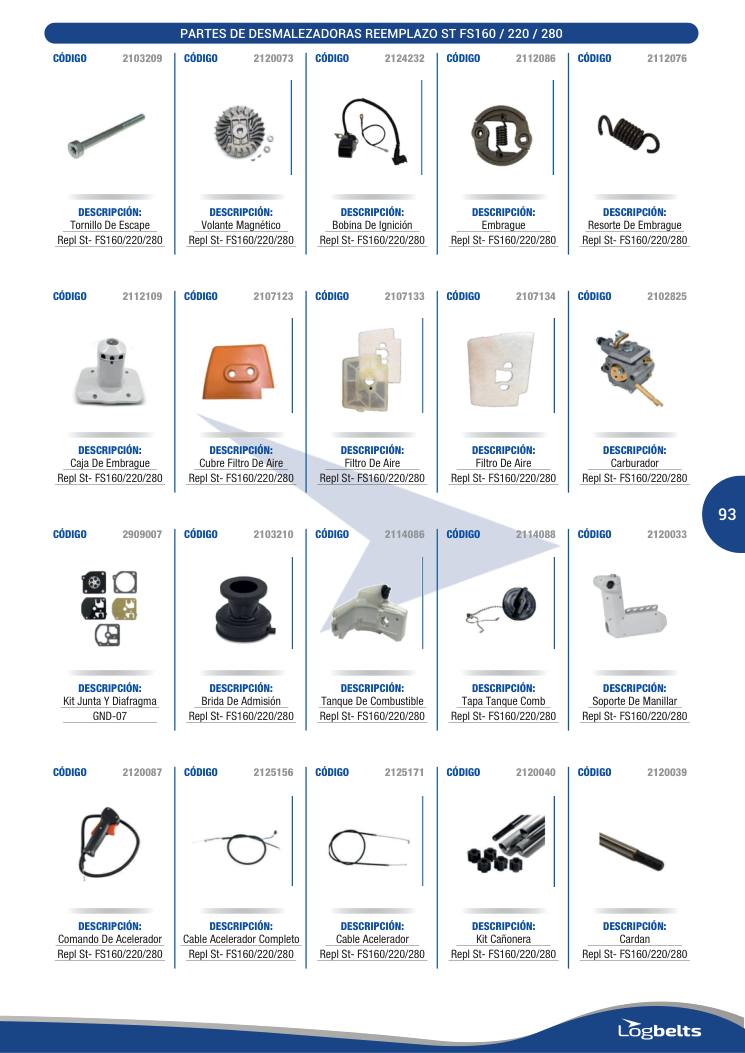 PARTES DE DESMALEZADORAS REEMPLAZO ST FS160 / 220 / 280
CÓDIGO 2103209
DESCRIPCIÓN:
Tornillo De Escape
Repl St- FS160/220/280
CÓDIGO 2120073
DESCRIPCIÓN:
Volante Magnético
Repl St- FS160/220/280
CÓDIGO 2124232
DESCRIPCIÓN:
Bobina De Ignición
Repl St- FS160/220/280
CÓDIGO 2112086
DESCRIPCIÓN:
Embrague
Repl St- FS160/220/280
CÓDIGO 2112076
DESCRIPCIÓN:
Resorte De Embrague
Repl St- FS160/220/280
CÓDIGO 2112109
DESCRIPCIÓN:
Caja De Embrague
Repl St- FS160/220/280
CÓDIGO 2107123
DESCRIPCIÓN:
Cubre Filtro De Aire
Repl St- FS160/220/280
CÓDIGO 2107133
DESCRIPCIÓN:
Filtro De Aire
Repl St- FS160/220/280
CÓDIGO 2107134
DESCRIPCIÓN:
Filtro De Aire
Repl St- FS160/220/280
CÓDIGO 2102825
DESCRIPCIÓN:
Carburador
Repl St- FS160/220/280
93
CÓDIGO 2909007
DESCRIPCIÓN:
Kit Junta Y Diafragma
GND-07
CÓDIGO 2103210
DESCRIPCIÓN:
Brida De Admisión
Repl St- FS160/220/280
CÓDIGO 2114086
DESCRIPCIÓN:
Tanque De Combustible
Repl St- FS160/220/280
CÓDIGO 2114088
DESCRIPCIÓN:
Tapa Tanque Comb
Repl St- FS160/220/280
CÓDIGO 2120033
DESCRIPCIÓN:
Soporte De Manillar
Repl St- FS160/220/280
CÓDIGO 2120087
DESCRIPCIÓN:
Comando De Acelerador
Repl St- FS160/220/280
CÓDIGO 2125156
DESCRIPCIÓN:
Cable Acelerador Completo
Repl St- FS160/220/280
CÓDIGO 2125171
DESCRIPCIÓN:
Cable Acelerador
Repl St- FS160/220/280
CÓDIGO 2120040
DESCRIPCIÓN:
Kit Cañonera
Repl St- FS160/220/280
CÓDIGO 2120039
DESCRIPCIÓN:
Cardan
Repl St- FS160/220/280
Logbelts